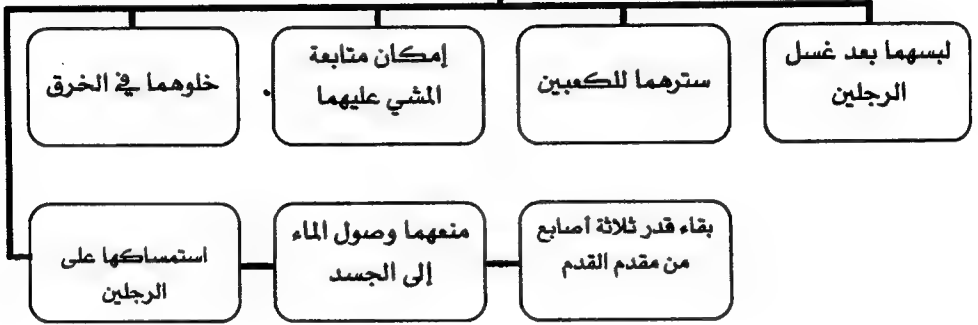 لبسهما بعد غسل
الرجلين
سترهما للكعبين
إمكان متابعة
المشي عليهما
خلوهما في الخرق
بقاء قدر ثلاثة أصابع
من مقدم القدم
منعهما وصول الماء
إلى الجسد
استمساكها على
الرجلين